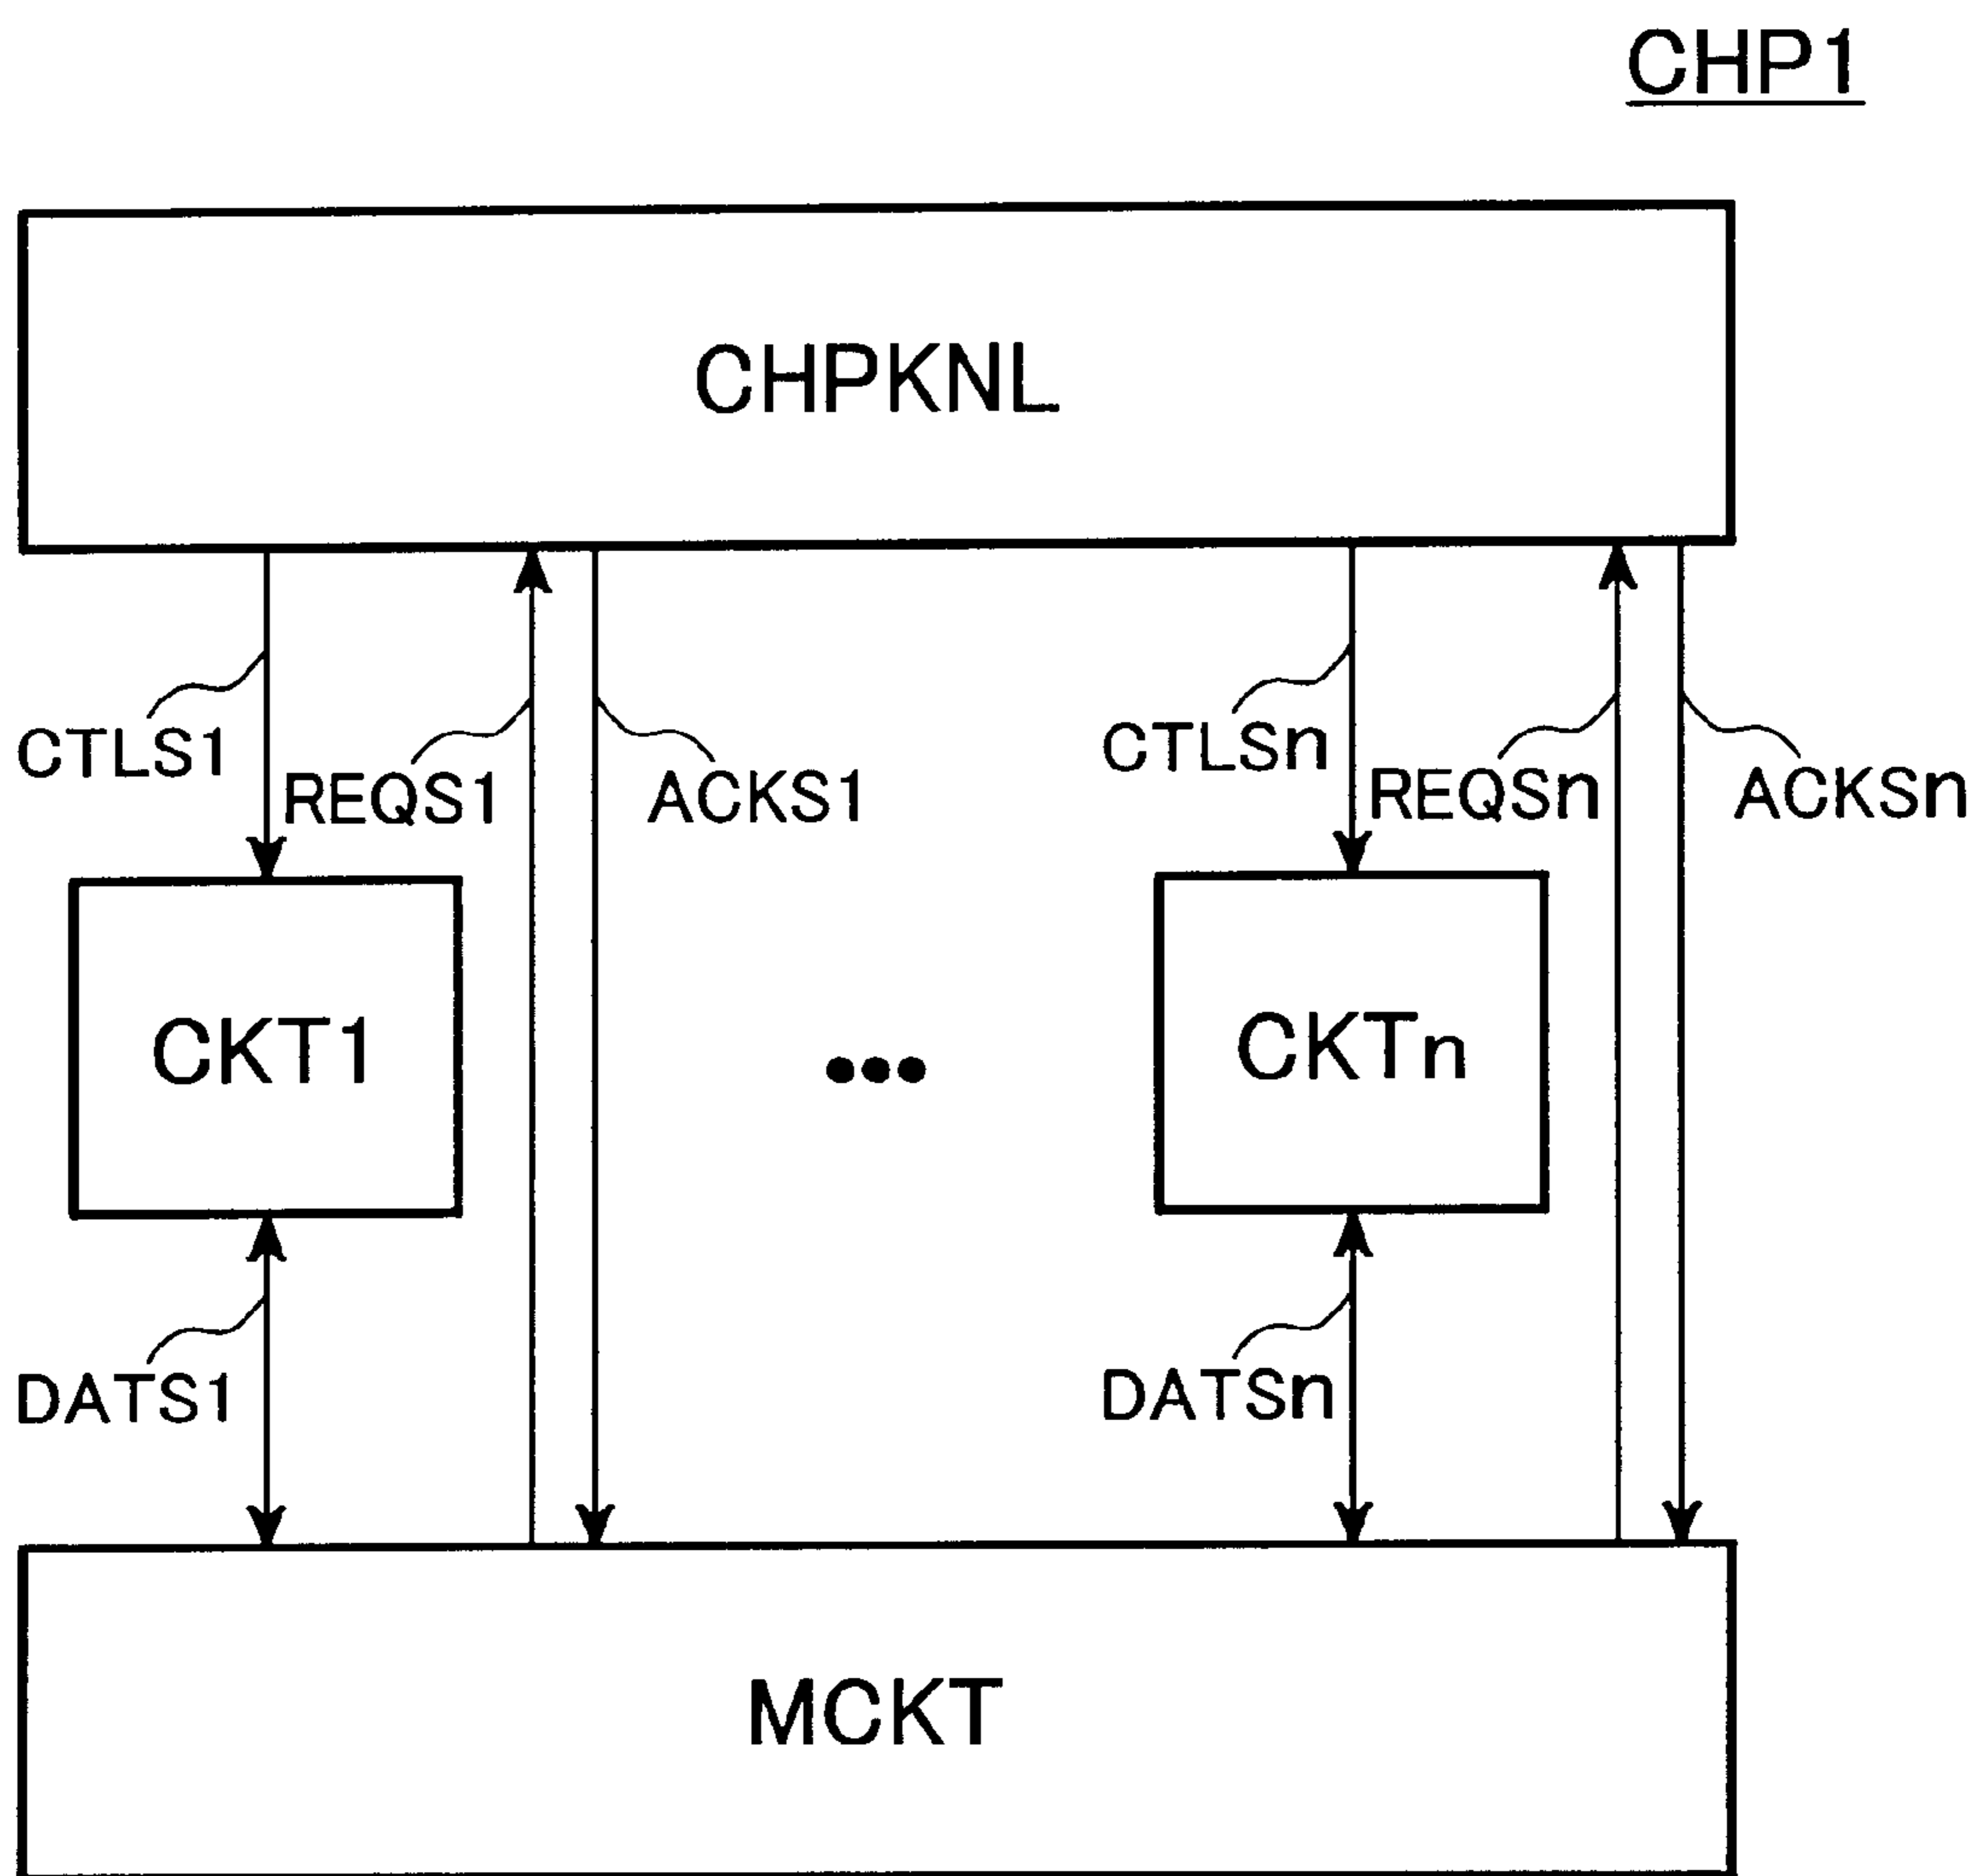 CHP1
CHPKNL
CTLS1
REQS1
ACKS1
CTLSn
REQSn
ACKSn
CKT1
CKTn
DATS1
DATSn
MCKT